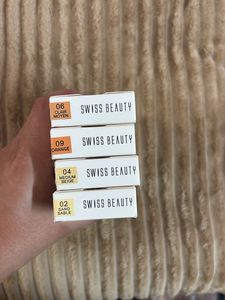 06
CLAIR
MOYEN
SWISS BEAUTY
09
ORANGE
SWISS BEAUTY
04
MEDIUM
BEIGE
SWISS BEAUTY
02
SAND
SABLE
SWISS BEAUTY